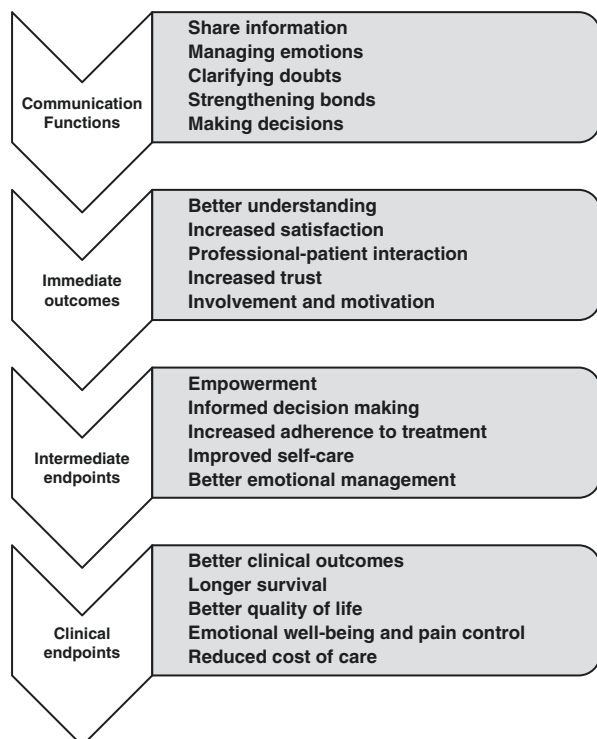 Communication
Functions
Share information
Managing emotions
Clarifying doubts
Strengthening bonds
Making decisions
Immediate
outcomes
Better understanding
Increased satisfaction
Professional-patient interaction
Increased trust
Involvement and motivation
Intermediate
endpoints
Empowerment
Informed decision making
Increased adherence to treatment
Improved self-care
Better emotional management
Clinical
endpoints
Better clinical outcomes
Longer survival
Better quality of life
Emotional well-being and pain control
Reduced cost of care